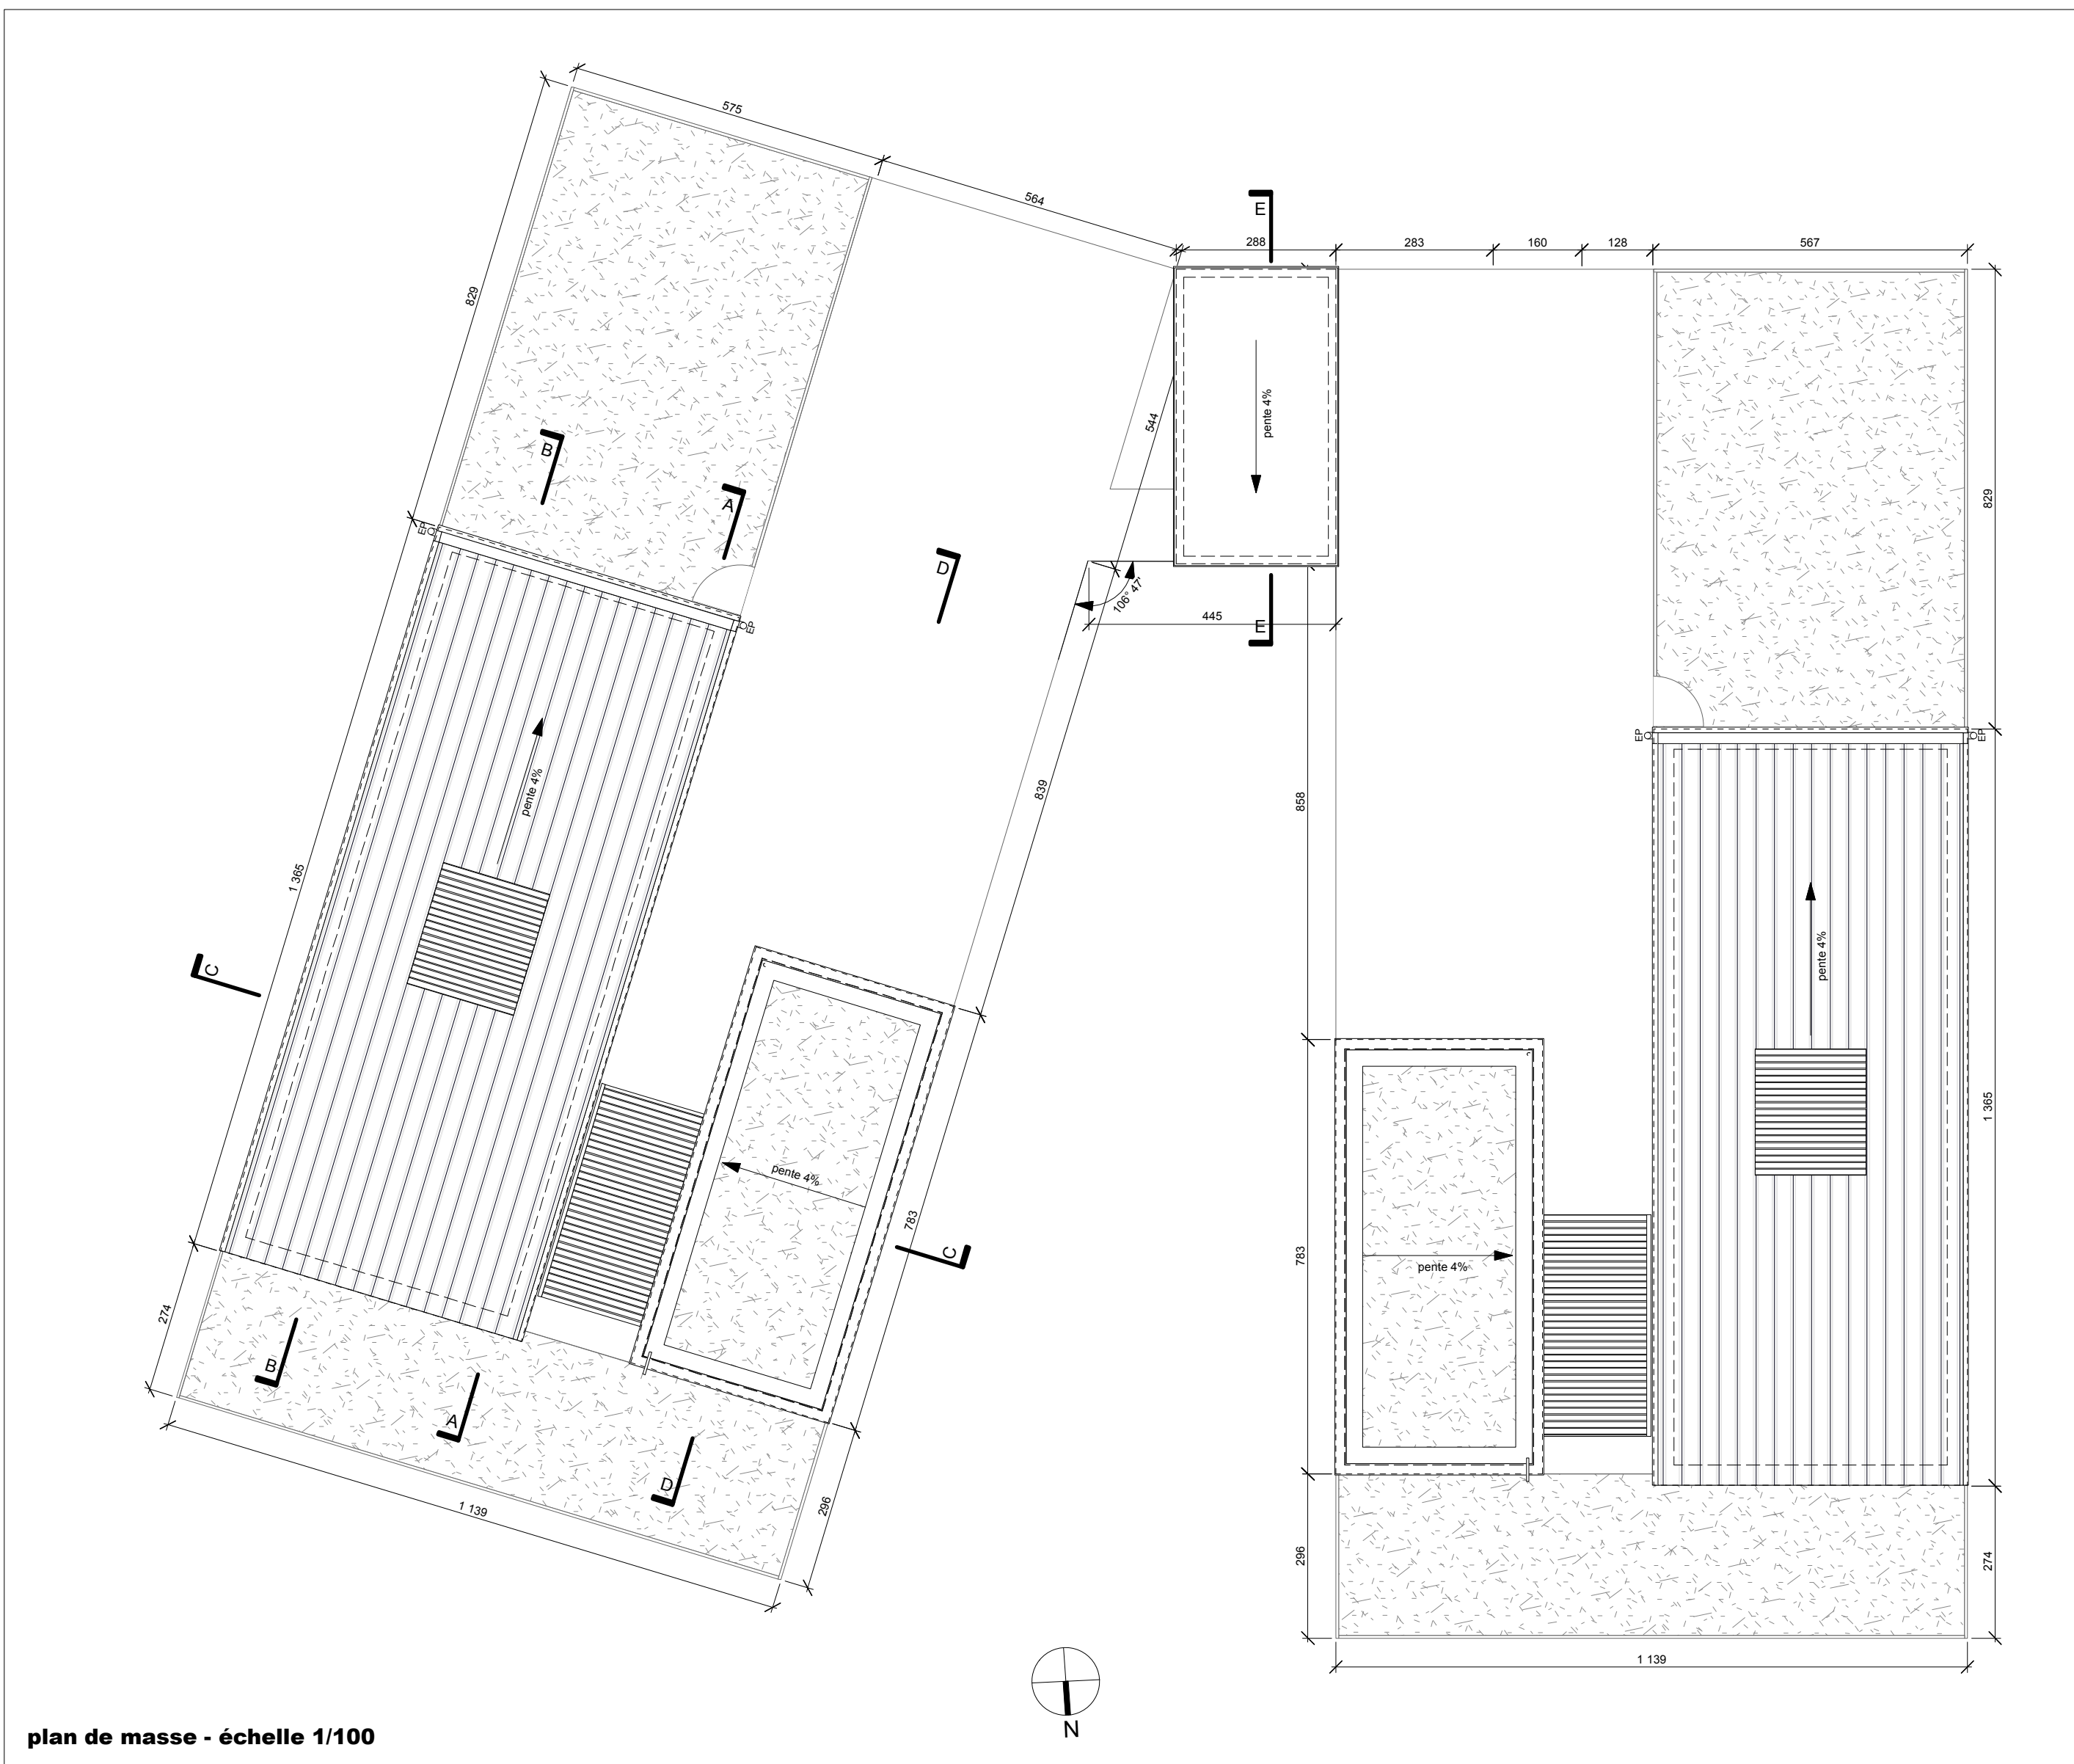 575
564
829
E
288
283
160
128
567
B
A
D
544
pente 4%
829
EP
EP
106° 47'
445
E
EP
EP
pente 4%
839
858
1 365
pente 4%
C
1 365
pente 4%
783
C
783
pente 4%
274
B
A
D
1 139
296
296
274
1 139
N
plan de masse - échelle 1/100